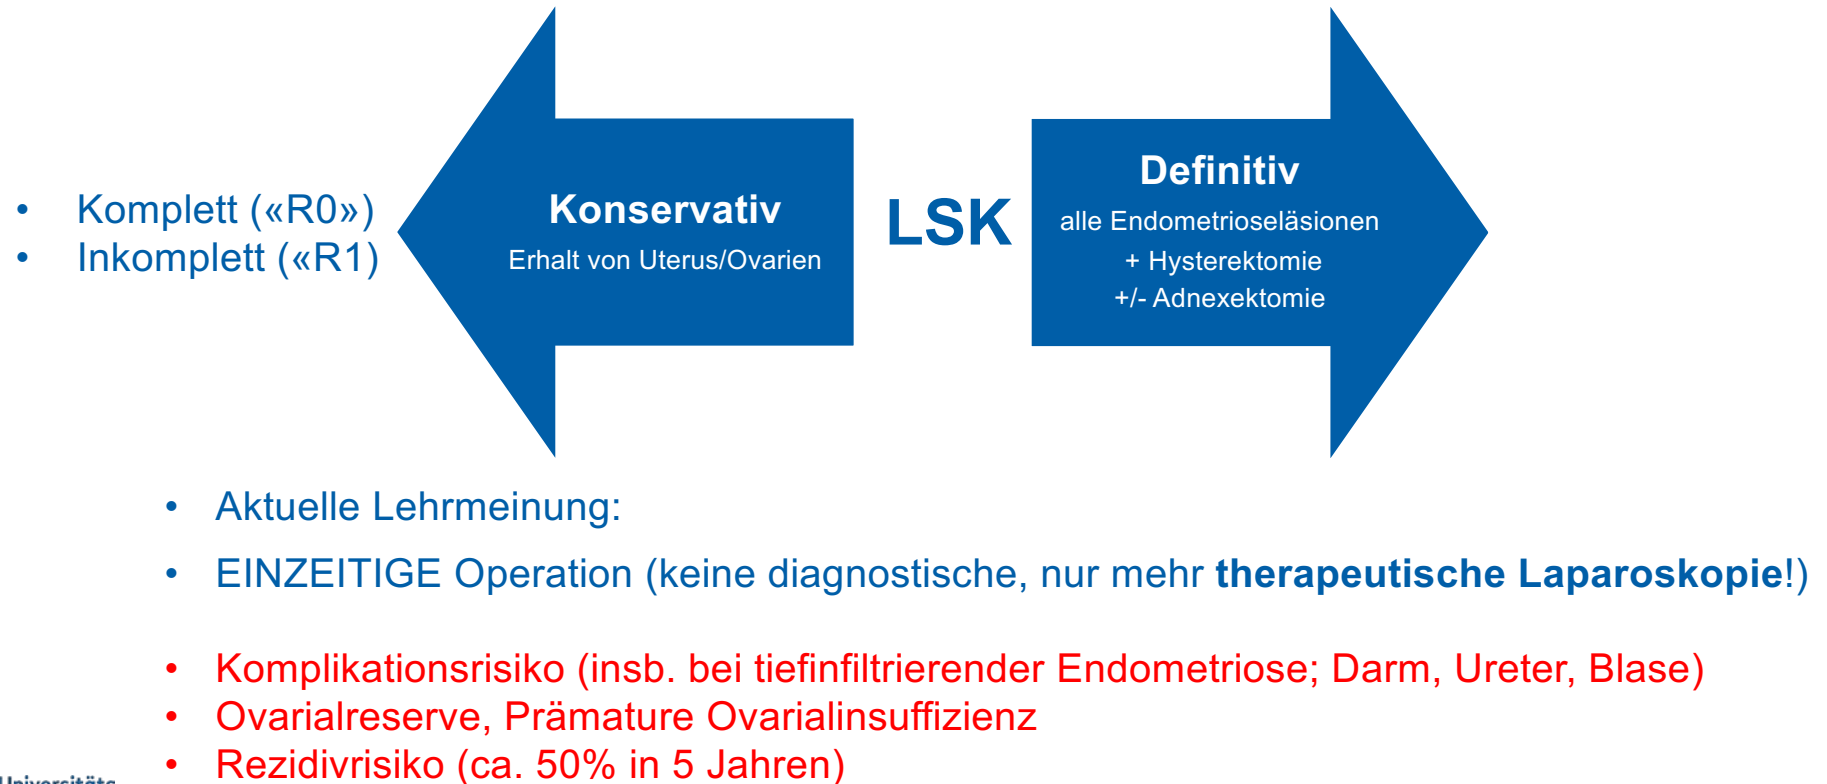 • Komplett («R0»)
• Inkomplett («R1)
Konservativ
Erhalt von Uterus/Ovarien
LSK
Definitiv
alle Endometrioseläsionen
+ Hysterektomie
+/- Adnexektomie
• Aktuelle Lehrmeinung:
• EINZEITIGE Operation (keine diagnostische, nur mehr therapeutische Laparoskopie!)
• Komplikationsrisiko (insb. bei tiefinfiltrierender Endometriose; Darm, Ureter, Blase)
• Ovarialreserve, Prämature Ovarialinsuffizienz
• Rezidivrisiko (ca. 50% in 5 Jahren)